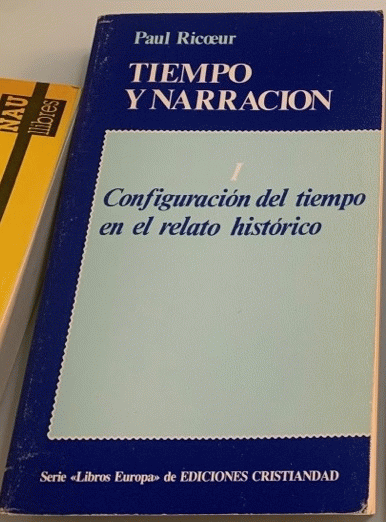 Paul Ricœur
TIEMPO
Y NARRACION
I
Configuración del tiempo
en el relato histórico
Serie «Libros Europa» de EDICIONES CRISTIANDAD
NAU
llibres